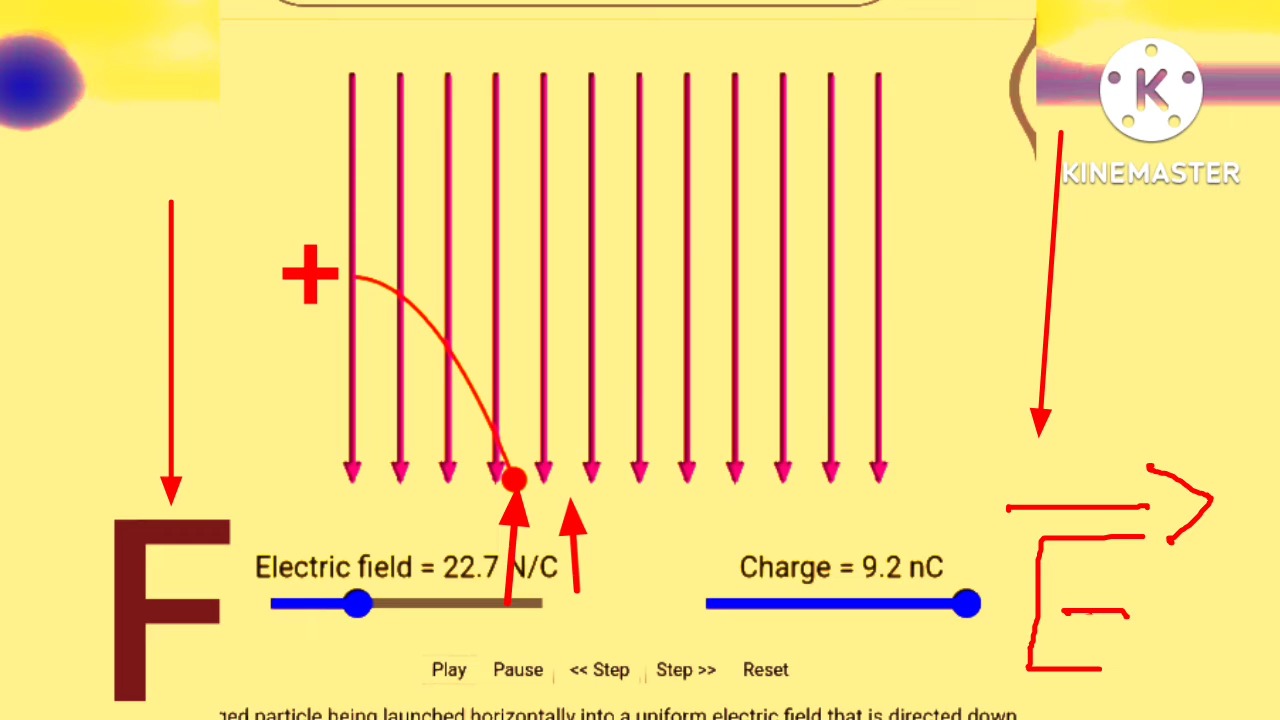 K
KINEMASTER
+
F
Electric field = 22.7 N/C
Charge = 9.2 nC
E
Play Pause << Step Step >> Reset
particle being launched horizontally into a uniform electric field that is directed down